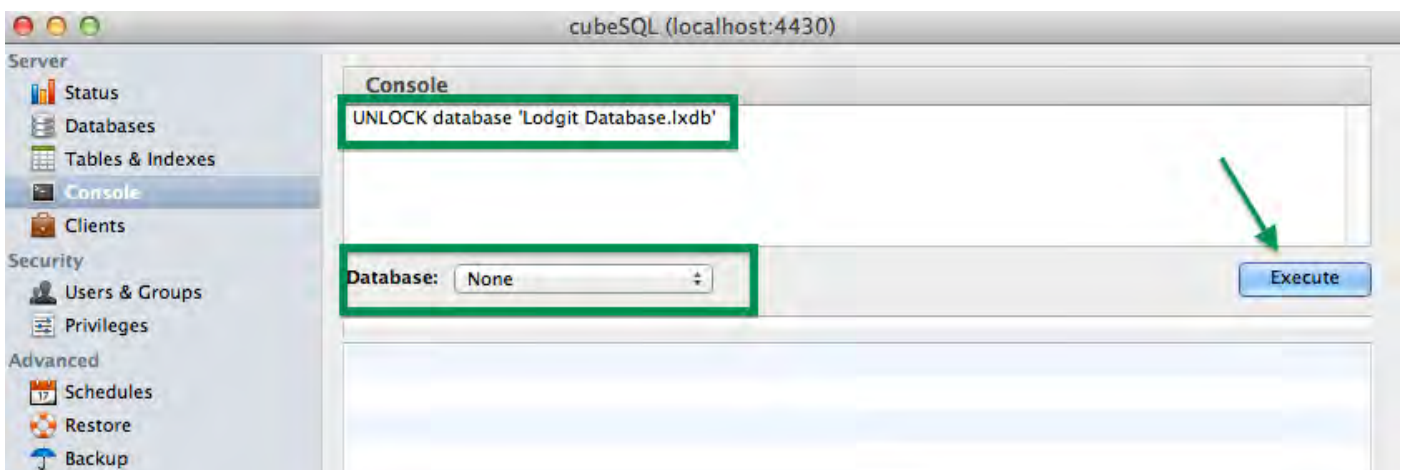 cubeSQL (localhost:4430)
Server
Status
Databases
Tables & Indexes
Console
Clients
Security
Users & Groups
Privileges
Advanced
17
Schedules
Restore
Backup
Console
UNLOCK database 'Lodgit Database.lxdb'
Database: None
Execute